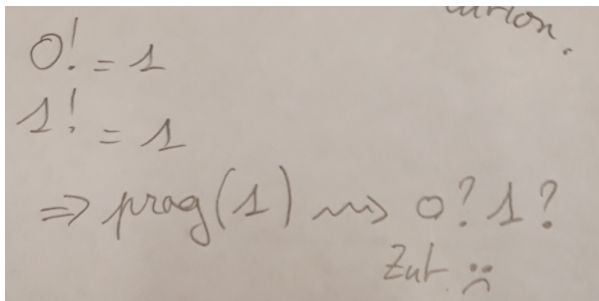 0! = 1
1! = 1
=> prag(1) ⇝ 0? 1?
Zut. :(